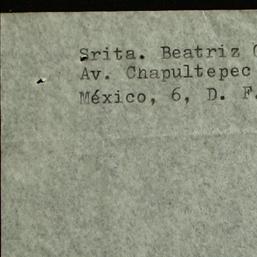 Srita. Beatriz
Av. Chapultepec
México, 6, D. F.